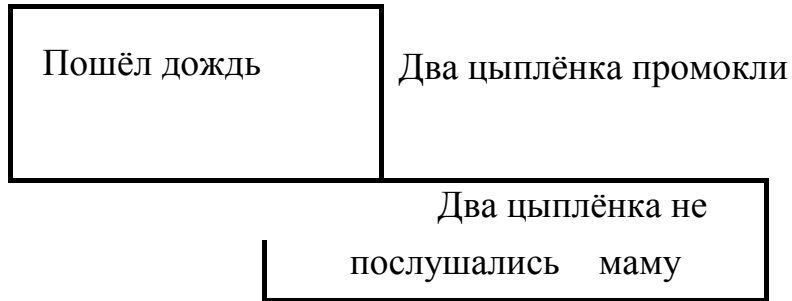 Пошёл дождь
Два цыплёнка промокли
Два цыплёнка не
послушались маму